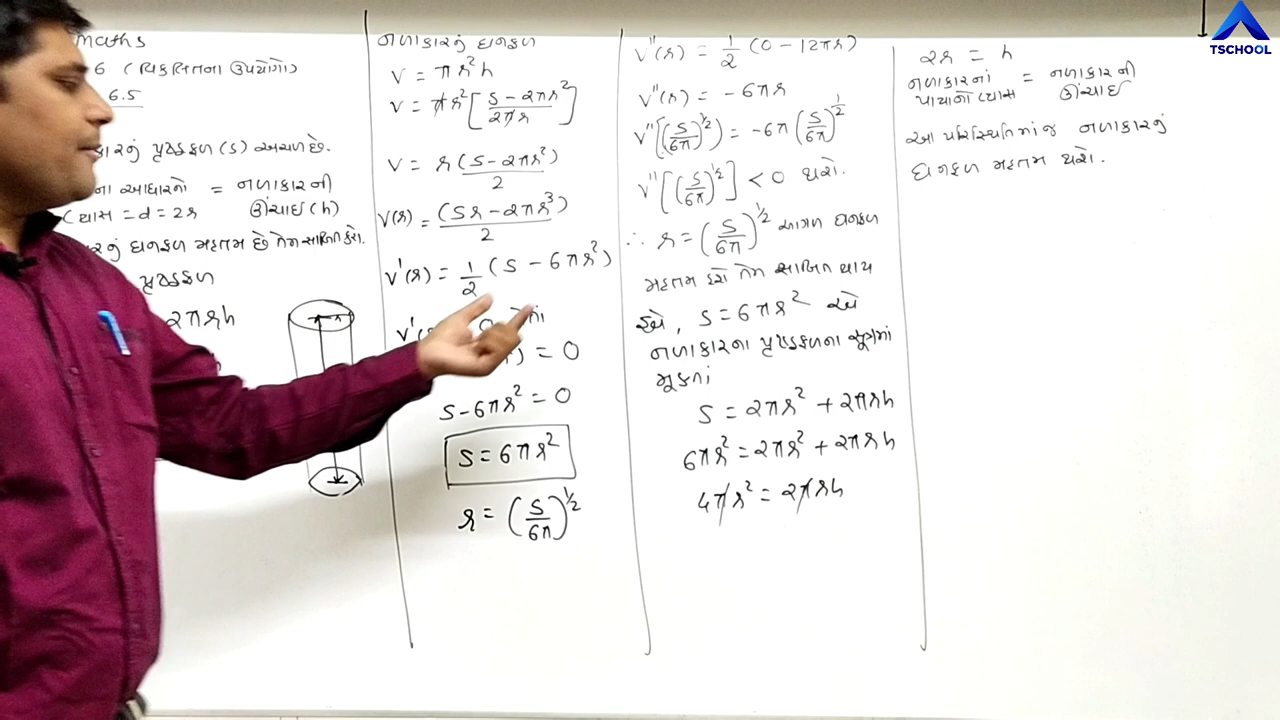 Maths
6 (વિકલિતના ઉપયોગો)
6.5
કારનું પૃષ્ઠફળ (S) અચળ છે.
ના આધારનો = નળાકારની
(વ્યાસ = d = 2r ઊંચાઈ (h)
કારનું ઘનફળ મહત્તમ છે તેમ સાબિત કરો.
પૃષ્ઠફળ
2πrh
નળાકારનું ઘનફળ
V = πr²h
V = πr² [ (S - 2πr²) / 2πr ]
V = r(S - 2πr²) / 2
V(r) = (Sr - 2πr³) / 2
V'(r) = 1/2 (S - 6πr²)
= 0
S - 6πr² = 0
S = 6πr²
r = (S/6π)^1/2
V''(r) = 1/2 (0 - 12πr)
V''(r) = -6πr
V''[(S/6π)^1/2] = -6π (S/6π)^1/2
V''[(S/6π)^1/2] < 0 થશે.
∴ r = (S/6π)^1/2 આગળ ઘનફળ
મહત્તમ હશે તેમ સાબિત થાય
હવે, S = 6πr² એ
નળાકારના પૃષ્ઠફળના સૂત્રમાં
મૂકતાં
S = 2πr² + 2πrh
6πr² = 2πr² + 2πrh
4πr² = 2πrh
2r = h
નળાકારનાં = નળાકારની
પાયાનો વ્યાસ ઊંચાઈ
આ પરિસ્થિતિમાં જ નળાકારનું
ઘનફળ મહત્તમ થશે.
TSCHOOL